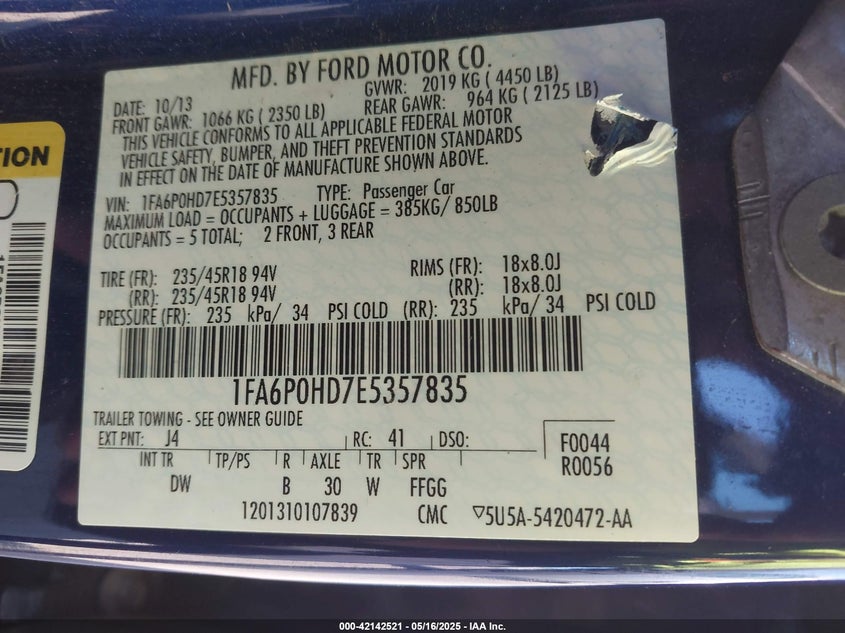 MFD. BY FORD MOTOR CO.
DATE: 10/13 GVWR: 2019 KG ( 4450 LB)
FRONT GAWR: 1066 KG ( 2350 LB) REAR GAWR: 964 KG ( 2125 LB)
THIS VEHICLE CONFORMS TO ALL APPLICABLE FEDERAL MOTOR
VEHICLE SAFETY, BUMPER, AND THEFT PREVENTION STANDARDS
IN EFFECT ON THE DATE OF MANUFACTURE SHOWN ABOVE.
VIN: 1FA6P0HD7E5357835 TYPE: Passenger Car
MAXIMUM LOAD = OCCUPANTS + LUGGAGE = 385KG/ 850LB
OCCUPANTS = 5 TOTAL; 2 FRONT, 3 REAR
TIRE (FR): 235/45R18 94V RIMS (FR): 18x8.0J
(RR): 235/45R18 94V (RR): 18x8.0J
PRESSURE (FR): 235 kPa/ 34 PSI COLD (RR): 235 kPa/ 34 PSI COLD
1FA6P0HD7E5357835
TRAILER TOWING - SEE OWNER GUIDE
EXT PNT: J4 RC: 41 DSO: F0044
R0056
INT TR TP/PS R AXLE TR SPR
DW B 30 W FFGG
1201310107839 CMC ▽5U5A-5420472-AA
TION
000-42142521 - 05/16/2025 - IAA Inc.